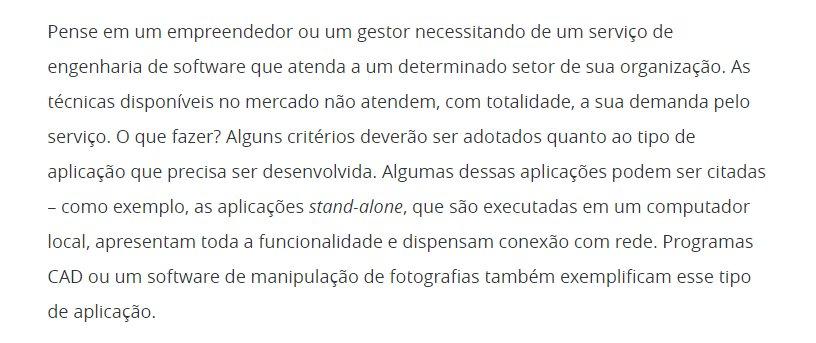 Pense em um empreendedor ou um gestor necessitando de um serviço de
engenharia de software que atenda a um determinado setor de sua organização. As
técnicas disponíveis no mercado não atendem, com totalidade, a sua demanda pelo
serviço. O que fazer? Alguns critérios deverão ser adotados quanto ao tipo de
aplicação que precisa ser desenvolvida. Algumas dessas aplicações podem ser citadas
– como exemplo, as aplicações stand-alone, que são executadas em um computador
local, apresentam toda a funcionalidade e dispensam conexão com rede. Programas
CAD ou um software de manipulação de fotografias também exemplificam esse tipo
de aplicação.